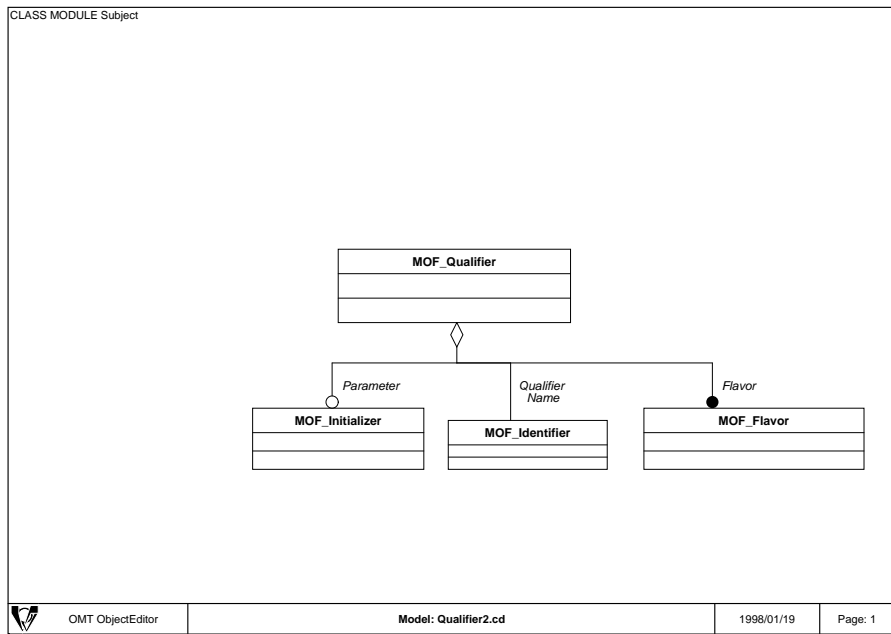 CLASS MODULE Subject
MOF_Qualifier
Parameter
Qualifier
Name
Flavor
MOF_Initializer
MOF_Identifier
MOF_Flavor
OMT ObjectEditor
Model: Qualifier2.cd
1998/01/19
Page: 1